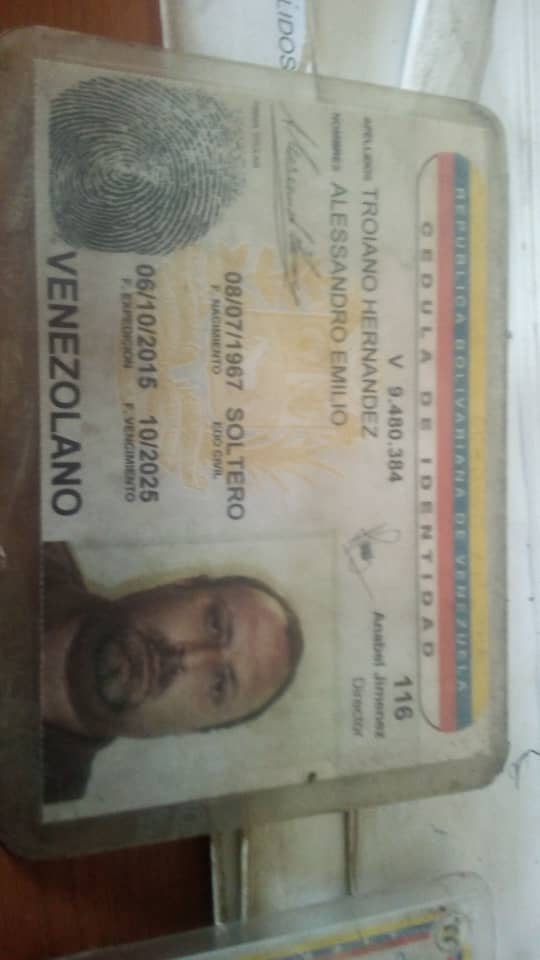 LIDOS
REPUBLICA BOLIVARIANA DE VENEZUELA
CEDULA DE IDENTIDAD
V 9.480.384
116
Anabel Jimenez
Director
APELLIDOS TROIANO HERNANDEZ
NOMBRES ALESSANDRO EMILIO
FIRMA TITULAR
08/07/1967 SOLTERO
F. NACIMIENTO EDO CIVIL
06/10/2015 10/2025
F. EXPEDICION F. VENCIMIENTO
VENEZOLANO